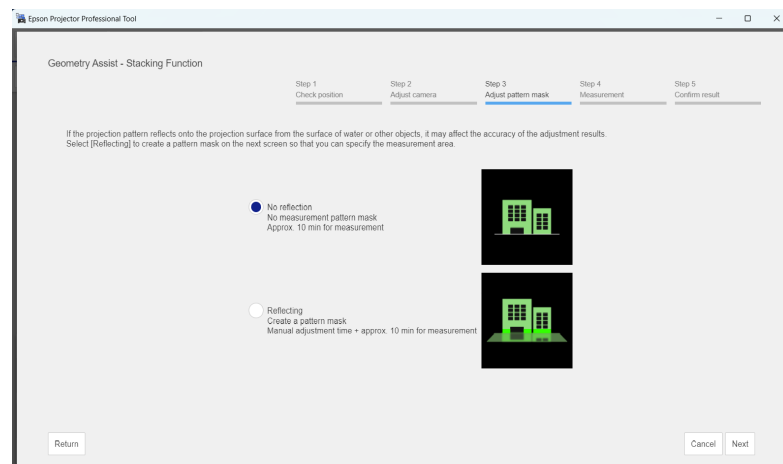 Epson Projector Professional Tool
Geometry Assist - Stacking Function
Step 1
Check position
Step 2
Adjust camera
Step 3
Adjust pattern mask
Step 4
Measurement
Step 5
Confirm result
If the projection pattern reflects onto the projection surface from the surface of water or other objects, it may affect the accuracy of the adjustment results.
Select [Reflecting] to create a pattern mask on the next screen so that you can specify the measurement area.
No reflection
No measurement pattern mask
Approx. 10 min for measurement
Reflecting
Create a pattern mask
Manual adjustment time + approx. 10 min for measurement
Return
Cancel
Next